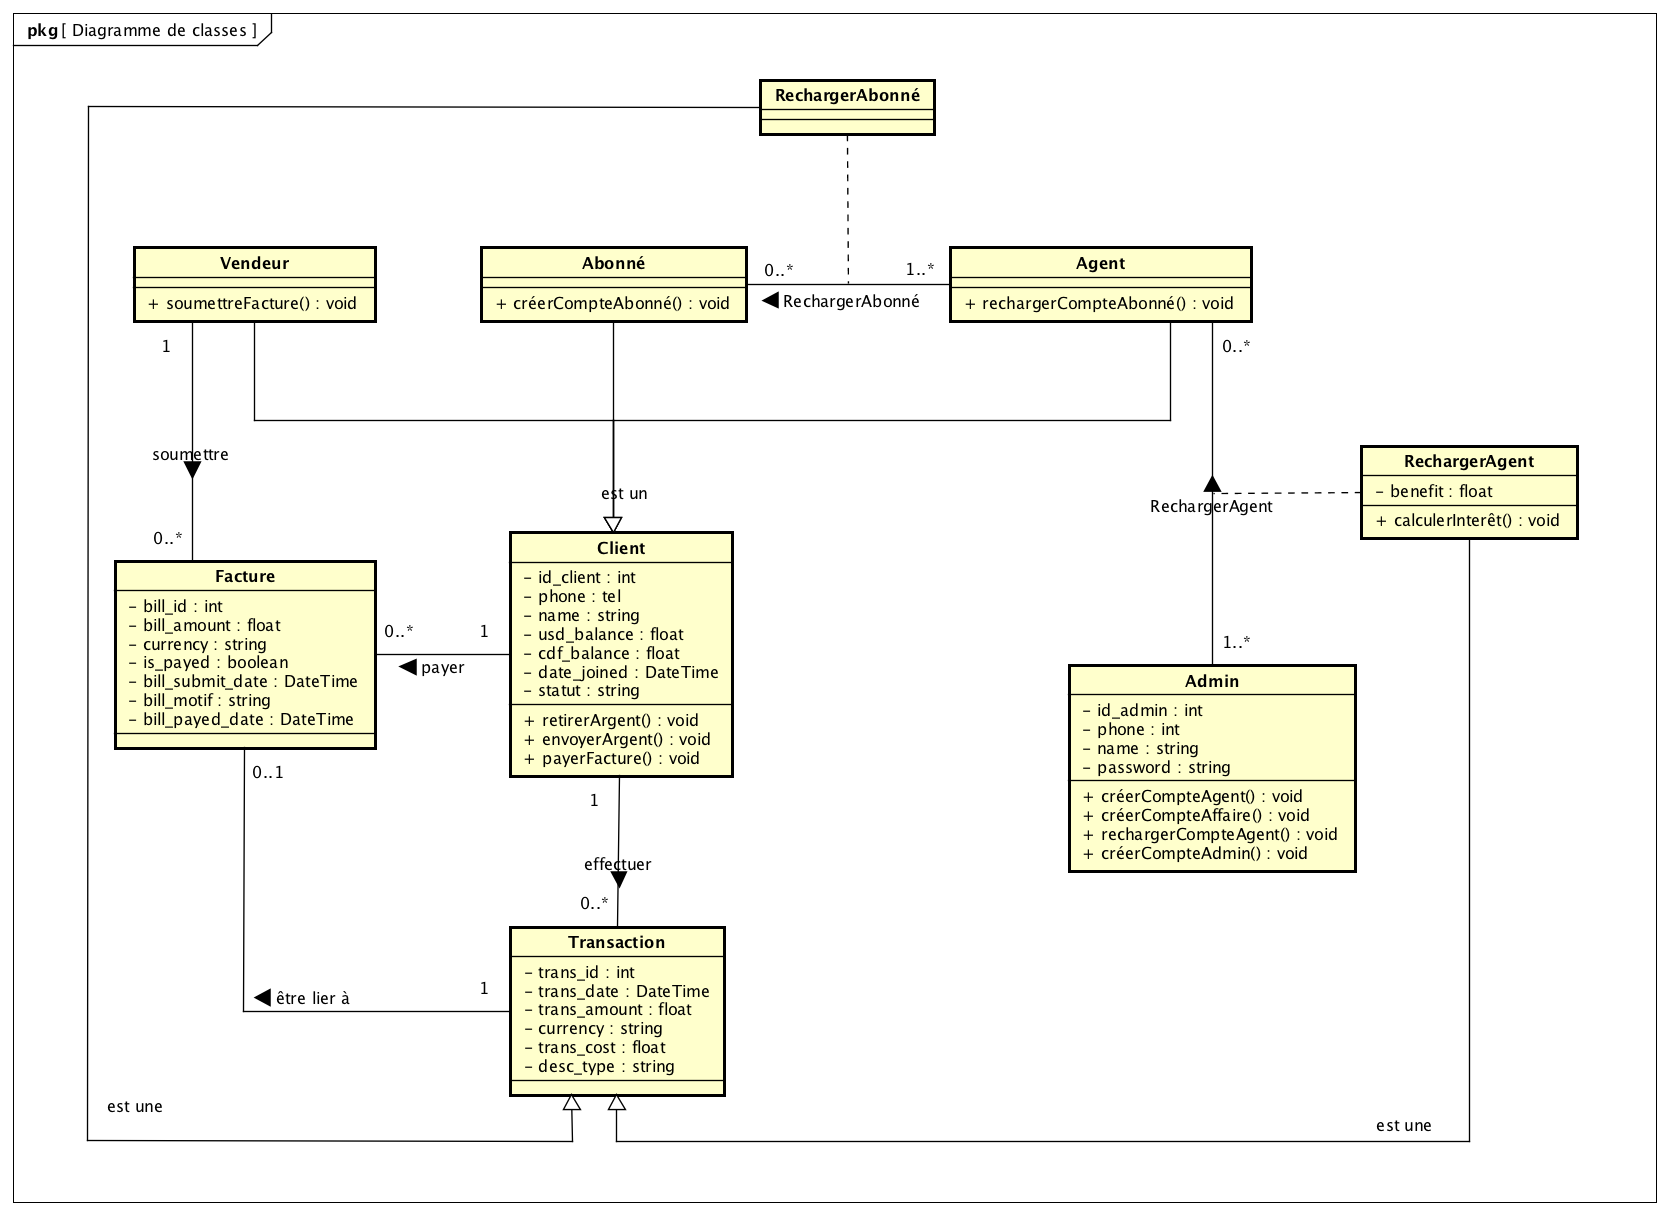 pkg [ Diagramme de classes ]
RechargerAbonné
Vendeur
+ soumettreFacture() : void
Abonné
+ créerCompteAbonné() : void
0..*
1..*
RechargerAbonné
Agent
+ rechargerCompteAbonné() : void
1
0..*
soumettre
est un
RechargerAgent
RechargerAgent
- benefit : float
+ calculerInterêt() : void
0..*
Facture
- bill_id : int
- bill_amount : float
- currency : string
- is_payed : boolean
- bill_submit_date : DateTime
- bill_motif : string
- bill_payed_date : DateTime
0..*
1
payer
Client
- id_client : int
- phone : tel
- name : string
- usd_balance : float
- cdf_balance : float
- date_joined : DateTime
- statut : string
+ retirerArgent() : void
+ envoyerArgent() : void
+ payerFacture() : void
1..*
Admin
- id_admin : int
- phone : int
- name : string
- password : string
+ créerCompteAgent() : void
+ créerCompteAffaire() : void
+ rechargerCompteAgent() : void
+ créerCompteAdmin() : void
0..1
1
effectuer
0..*
être lier à
1
Transaction
- trans_id : int
- trans_date : DateTime
- trans_amount : float
- currency : string
- trans_cost : float
- desc_type : string
est une
est une